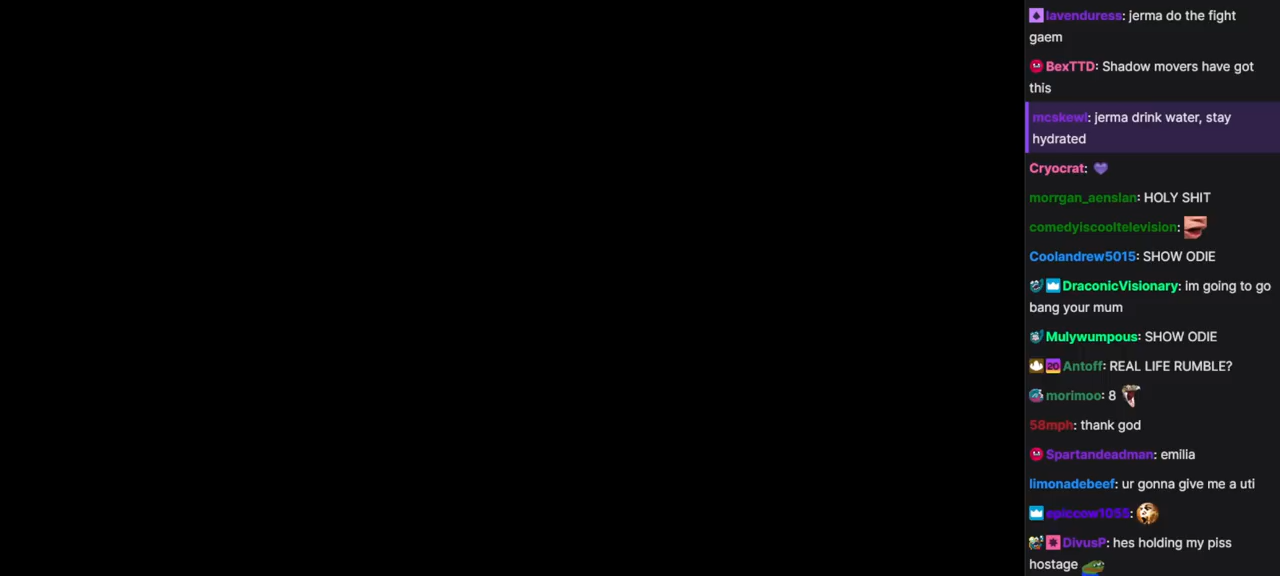 lavenduress: jerma do the fight
gaem
BexTTD: Shadow movers have got
this
mcskewl: jerma drink water, stay
hydrated
Cryocrat:
morrgan_aenslan: HOLY SHIT
comedyiscooltelevision:
Coolandrew5015: SHOW ODIE
DraconicVisionary: im going to go
bang your mum
Mulywumpous: SHOW ODIE
20 Antoff: REAL LIFE RUMBLE?
morimoo: 8
58mph: thank god
Spartandeadman: emilia
limonadebeef: ur gonna give me a uti
epiccow1055:
DivusP: hes holding my piss
hostage